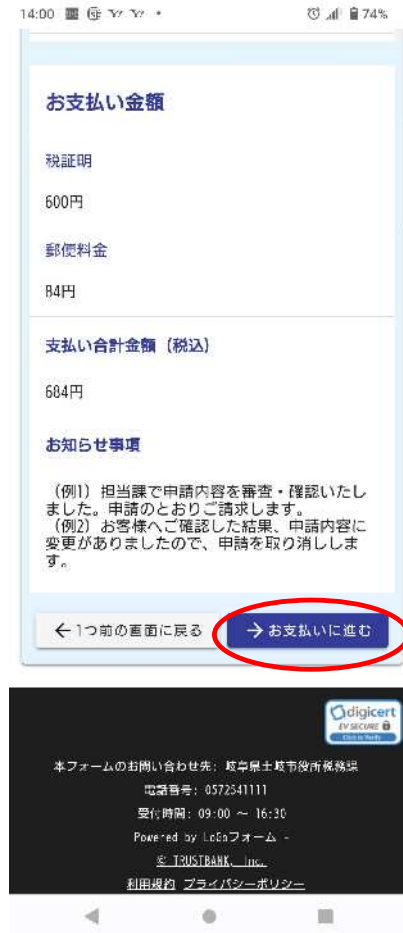 14:00
74%
お支払い金額
税証明
600円
郵便料金
84円
支払い合計金額（税込）
684円
お知らせ事項
（例1）担当課で申請内容を審査・確認いたし
ました。申請のとおりご請求します。
（例2）お客様へご確認した結果、申請内容に
変更がありましたので、申請を取り消ししま
す。
←1つ前の画面に戻る →お支払いに進む
digicert
EV SECURE
Click to Verify
本フォームのお問い合わせ先: 岐阜県土岐市役所税務課
電話番号: 0572541111
受付時間: 09:00 ～ 16:30
Powered by LoGoフォーム -
© TRUSTBANK, Inc.
利用規約 プライバシーポリシー